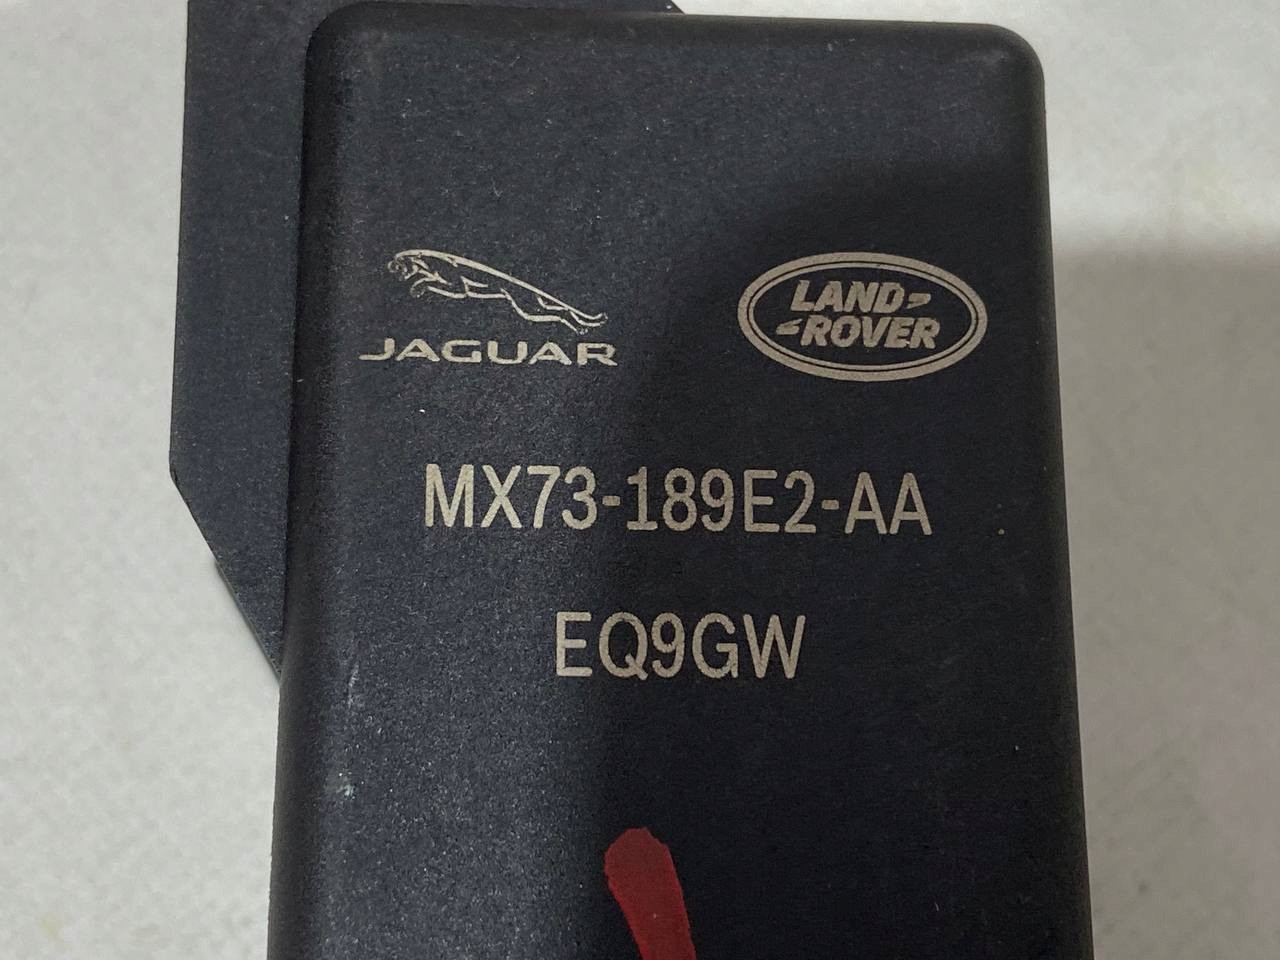 JAGUAR
LAND-
-ROVER
MX73-189E2-AA
EQ9GW